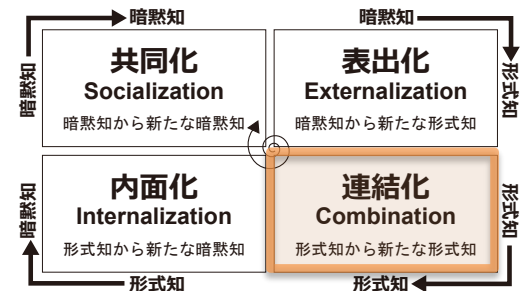 暗黙知
暗黙知
暗黙知
共同化
Socialization
暗黙知から新たな暗黙知
表出化
Externalization
暗黙知から新たな形式知
形式知
暗黙知
内面化
Internalization
形式知から新たな暗黙知
連結化
Combination
形式知から新たな形式知
形式知
形式知
形式知